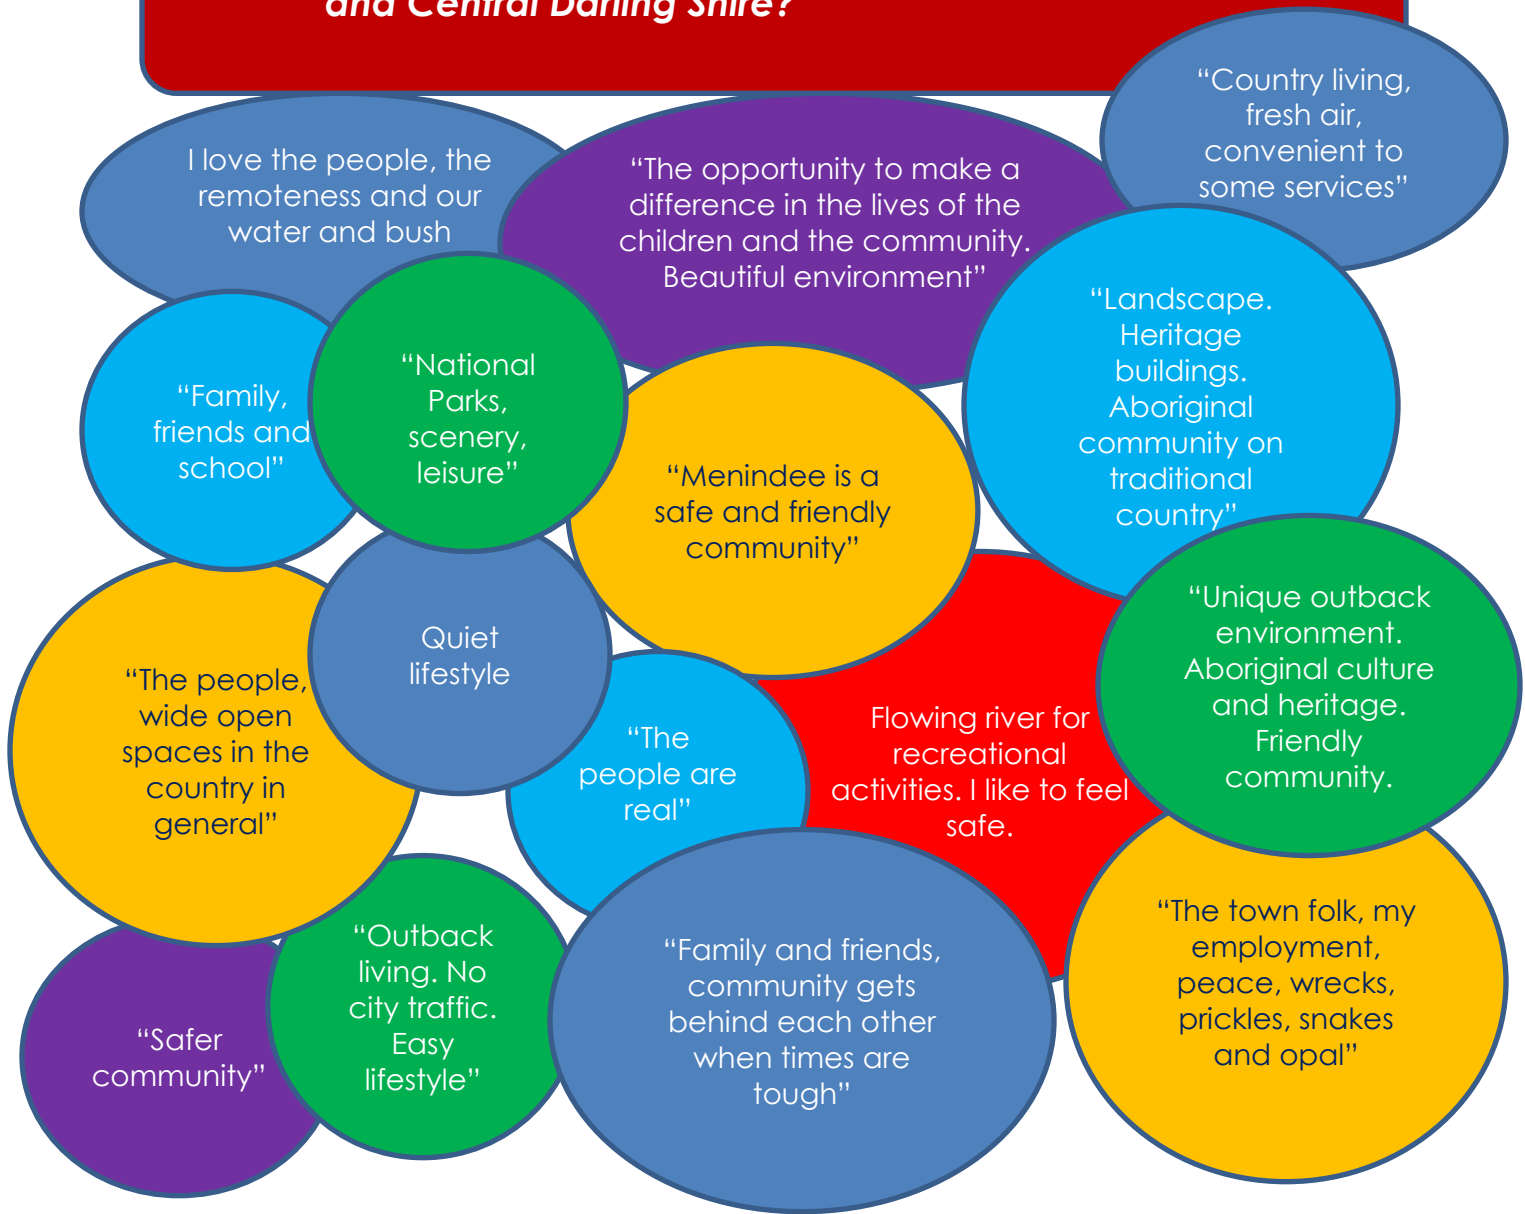 and Central Darling Shire?
“Country living,
fresh air,
convenient to
some services”
I love the people, the
remoteness and our
water and bush
“The opportunity to make a
difference in the lives of the
children and the community.
Beautiful environment”
“Landscape.
Heritage
buildings.
Aboriginal
community on
traditional
country”
“Family,
friends and
school”
“National
Parks,
scenery,
leisure”
“Menindee is a
safe and friendly
community”
“Unique outback
environment.
Aboriginal culture
and heritage.
Friendly
community.
Quiet
lifestyle
“The people,
wide open
spaces in the
country in
general”
“The
people are
real”
Flowing river for
recreational
activities. I like to feel
safe.
“The town folk, my
employment,
peace, wrecks,
prickles, snakes
and opal”
“Outback
living. No
city traffic.
Easy
lifestyle”
“Family and friends,
community gets
behind each other
when times are
tough”
“Safer
community”